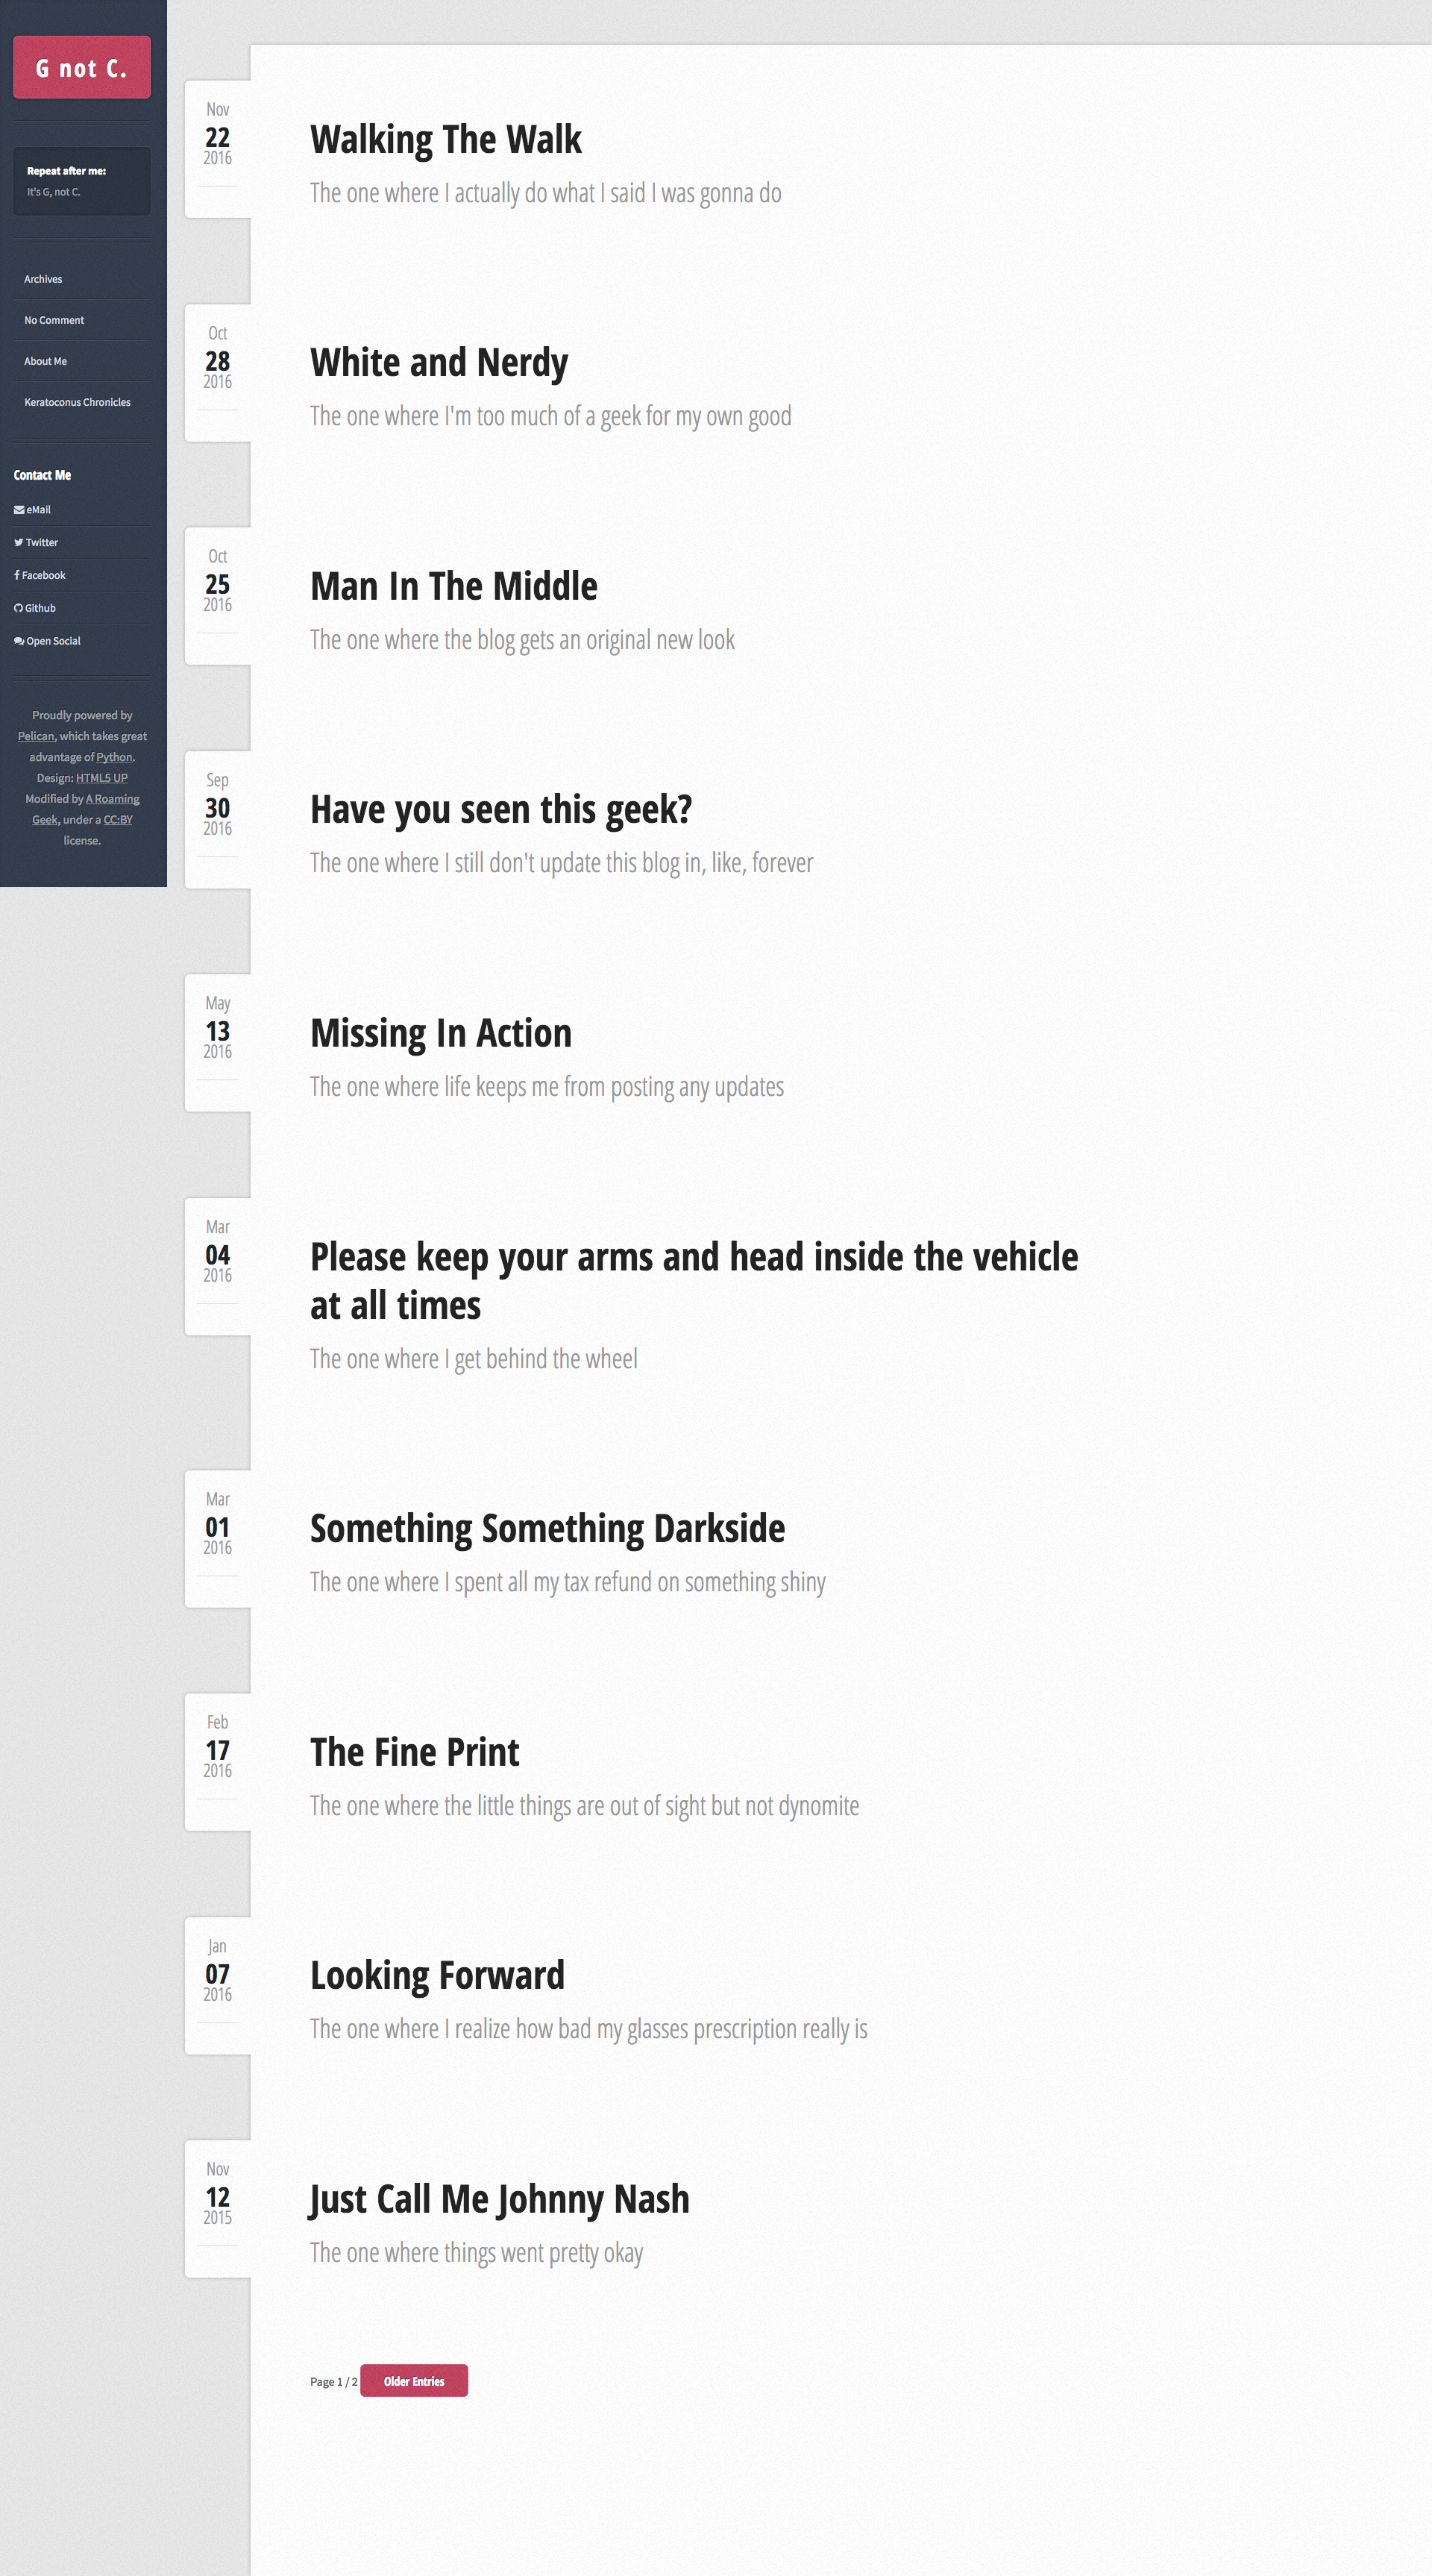 G not C.
Repeat after me:
It's G, not C.
Archives
No Comment
About Me
Keratoconus Chronicles
Contact Me
eMail
Twitter
Facebook
Github
Open Social
Proudly powered by
Pelican, which takes great
advantage of Python.
Design: HTML5 UP
Modified by A Roaming
Geek, under a CC:BY
license.
Nov
22
2016
Walking The Walk
The one where I actually do what I said I was gonna do
Oct
28
2016
White and Nerdy
The one where I'm too much of a geek for my own good
Oct
25
2016
Man In The Middle
The one where the blog gets an original new look
Sep
30
2016
Have you seen this geek?
The one where I still don't update this blog in, like, forever
May
13
2016
Missing In Action
The one where life keeps me from posting any updates
Mar
04
2016
Please keep your arms and head inside the vehicle
at all times
The one where I get behind the wheel
Mar
01
2016
Something Something Darkside
The one where I spent all my tax refund on something shiny
Feb
17
2016
The Fine Print
The one where the little things are out of sight but not dynomite
Jan
07
2016
Looking Forward
The one where I realize how bad my glasses prescription really is
Nov
12
2015
Just Call Me Johnny Nash
The one where things went pretty okay
Page 1 / 2 Older Entries